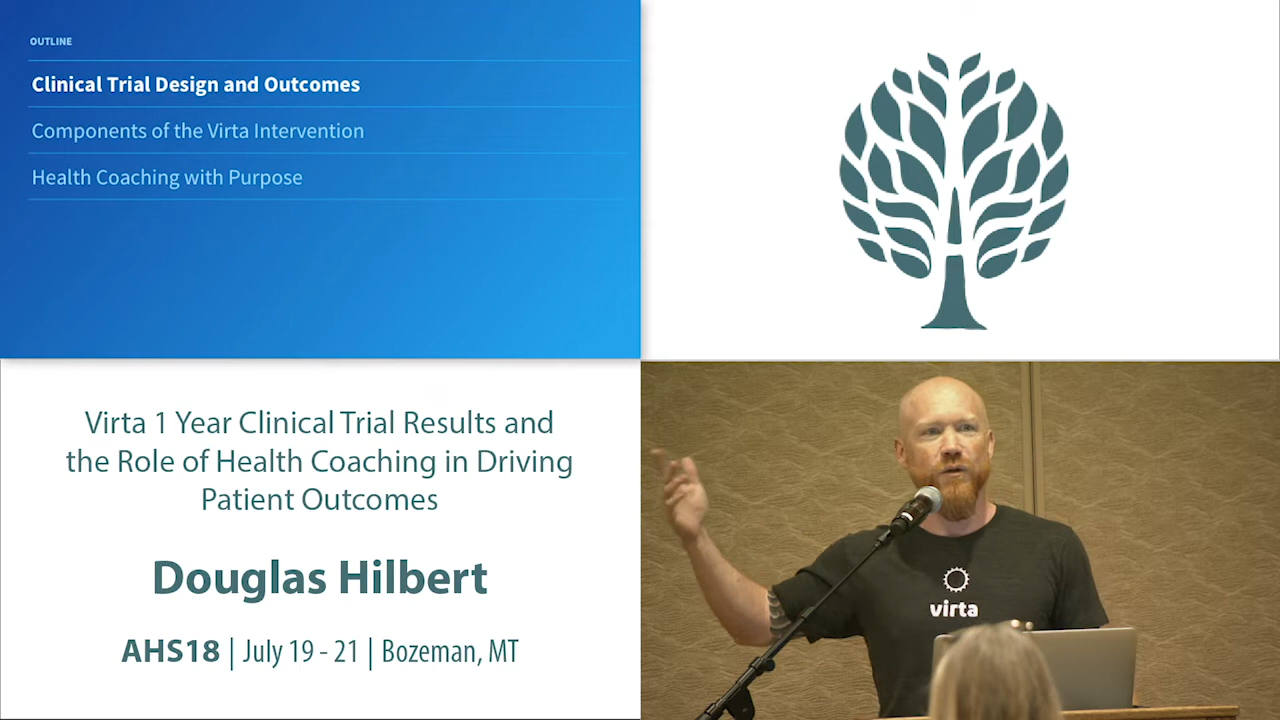 OUTLINE
Clinical Trial Design and Outcomes
Components of the Virta Intervention
Health Coaching with Purpose
Virta 1 Year Clinical Trial Results and
the Role of Health Coaching in Driving
Patient Outcomes
Douglas Hilbert
AHS18 | July 19 - 21 | Bozeman, MT
virta